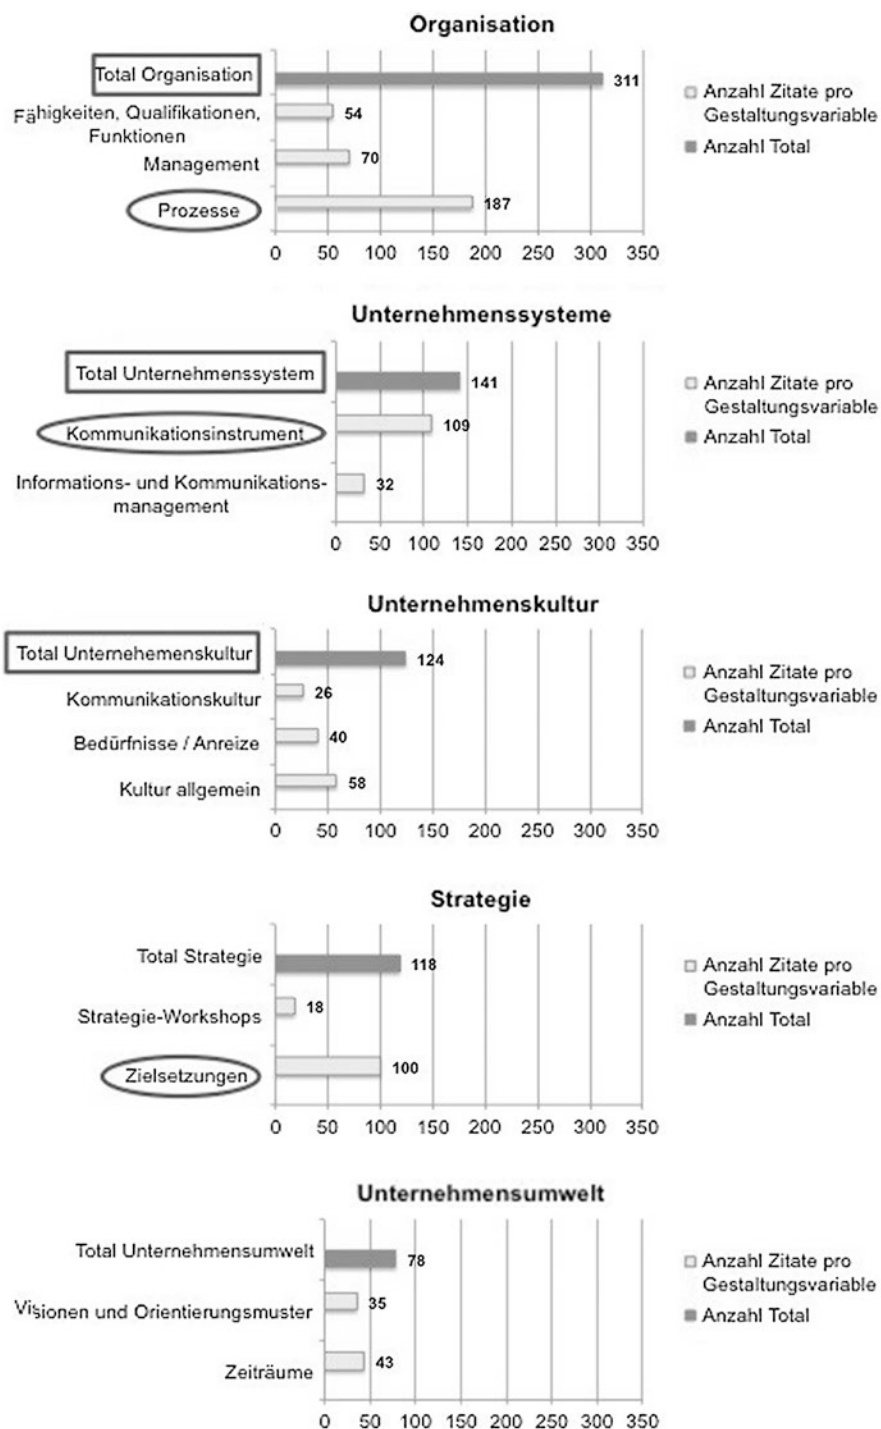 Organisation
Total Organisation
311
Fähigkeiten, Qualifikationen,
Funktionen
54
Management
70
Prozesse
187
0 50 100 150 200 250 300 350
Anzahl Zitate pro
Gestaltungsvariable
Anzahl Total
Unternehmenssysteme
Total Unternehmenssystem
141
Kommunikationsinstrument
109
Informations- und Kommunikations-
management
32
0 50 100 150 200 250 300 350
Anzahl Zitate pro
Gestaltungsvariable
Anzahl Total
Unternehmenskultur
Total Unternehemenskultur
124
Kommunikationskultur
26
Bedürfnisse / Anreize
40
Kultur allgemein
58
0 50 100 150 200 250 300 350
Anzahl Zitate pro
Gestaltungsvariable
Anzahl Total
Strategie
Total Strategie
118
Strategie-Workshops
18
Zielsetzungen
100
0 50 100 150 200 250 300 350
Anzahl Zitate pro
Gestaltungsvariable
Anzahl Total
Unternehmensumwelt
Total Unternehmensumwelt
78
Visionen und Orientierungsmuster
35
Zeiträume
43
0 50 100 150 200 250 300 350
Anzahl Zitate pro
Gestaltungsvariable
Anzahl Total